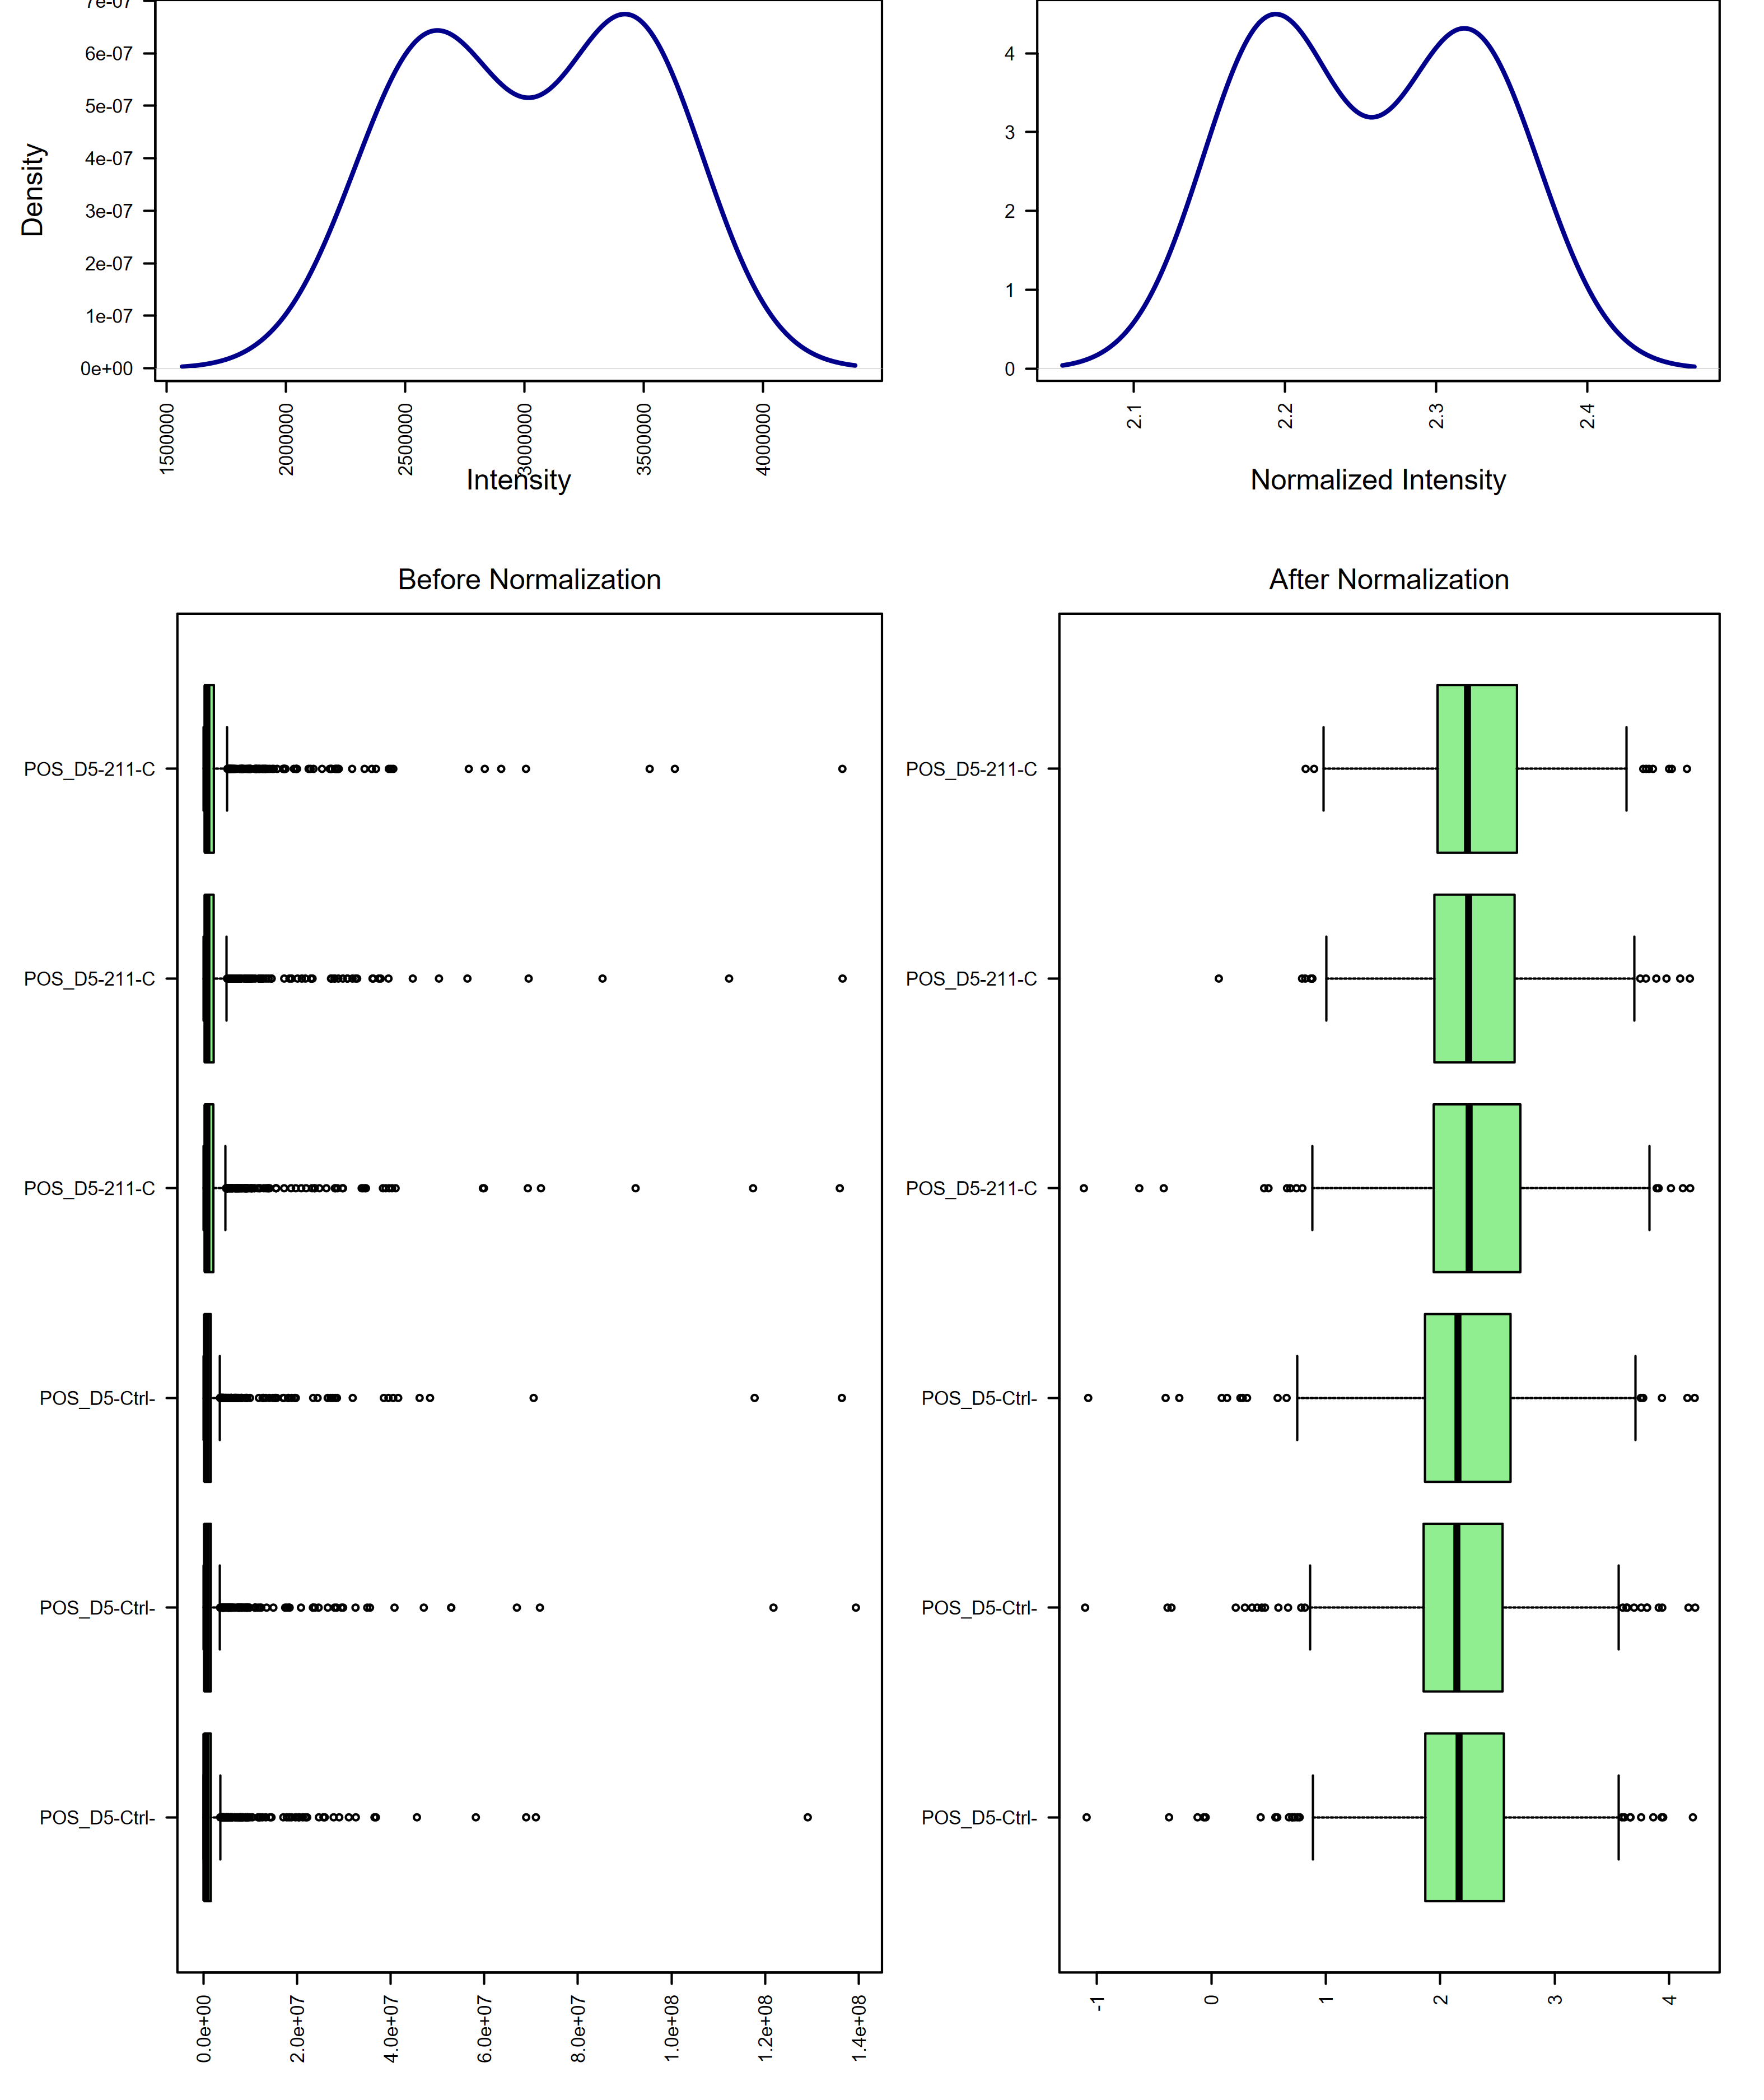 7e-07
6e-07
5e-07
4e-07
3e-07
2e-07
1e-07
0e+00
Density
1500000 2000000 2500000 3000000 3500000 4000000
Intensity
4
3
2
1
0
2.1 2.2 2.3 2.4
Normalized Intensity
Before Normalization
POS_D5-211-C
POS_D5-211-C
POS_D5-211-C
POS_D5-Ctrl-
POS_D5-Ctrl-
POS_D5-Ctrl-
0.0e+00 2.0e+07 4.0e+07 6.0e+07 8.0e+07 1.0e+08 1.2e+08 1.4e+08
After Normalization
POS_D5-211-C
POS_D5-211-C
POS_D5-211-C
POS_D5-Ctrl-
POS_D5-Ctrl-
POS_D5-Ctrl-
-1 0 1 2 3 4